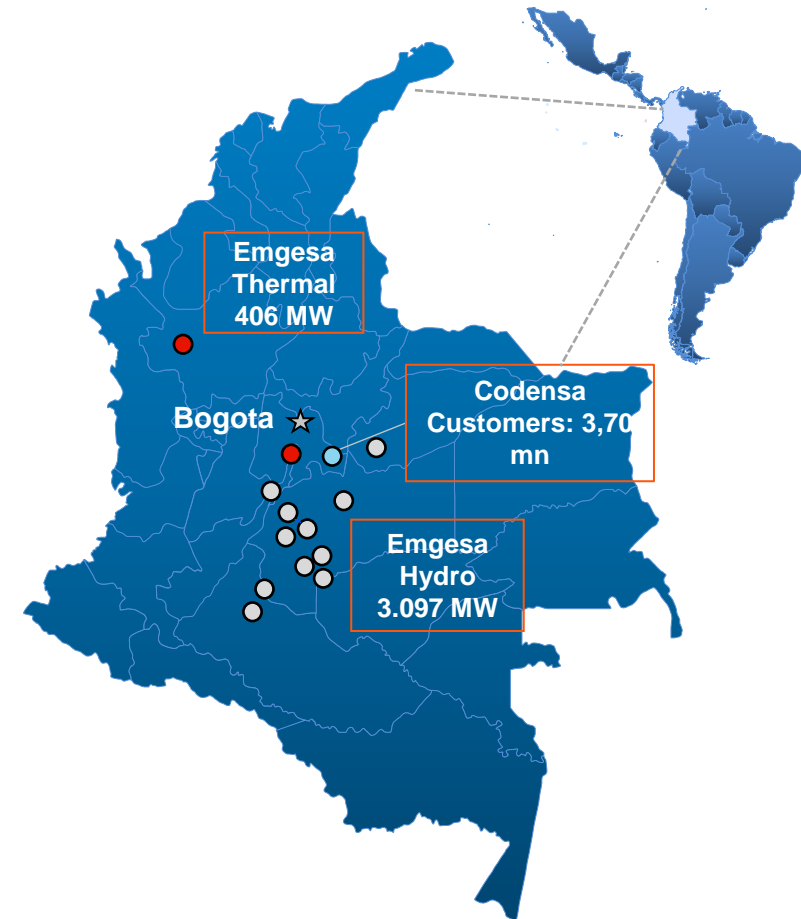 Emgesa
Thermal
406 MW
Bogota
Codensa
Customers: 3,70
mn
Emgesa
Hydro
3.097 MW